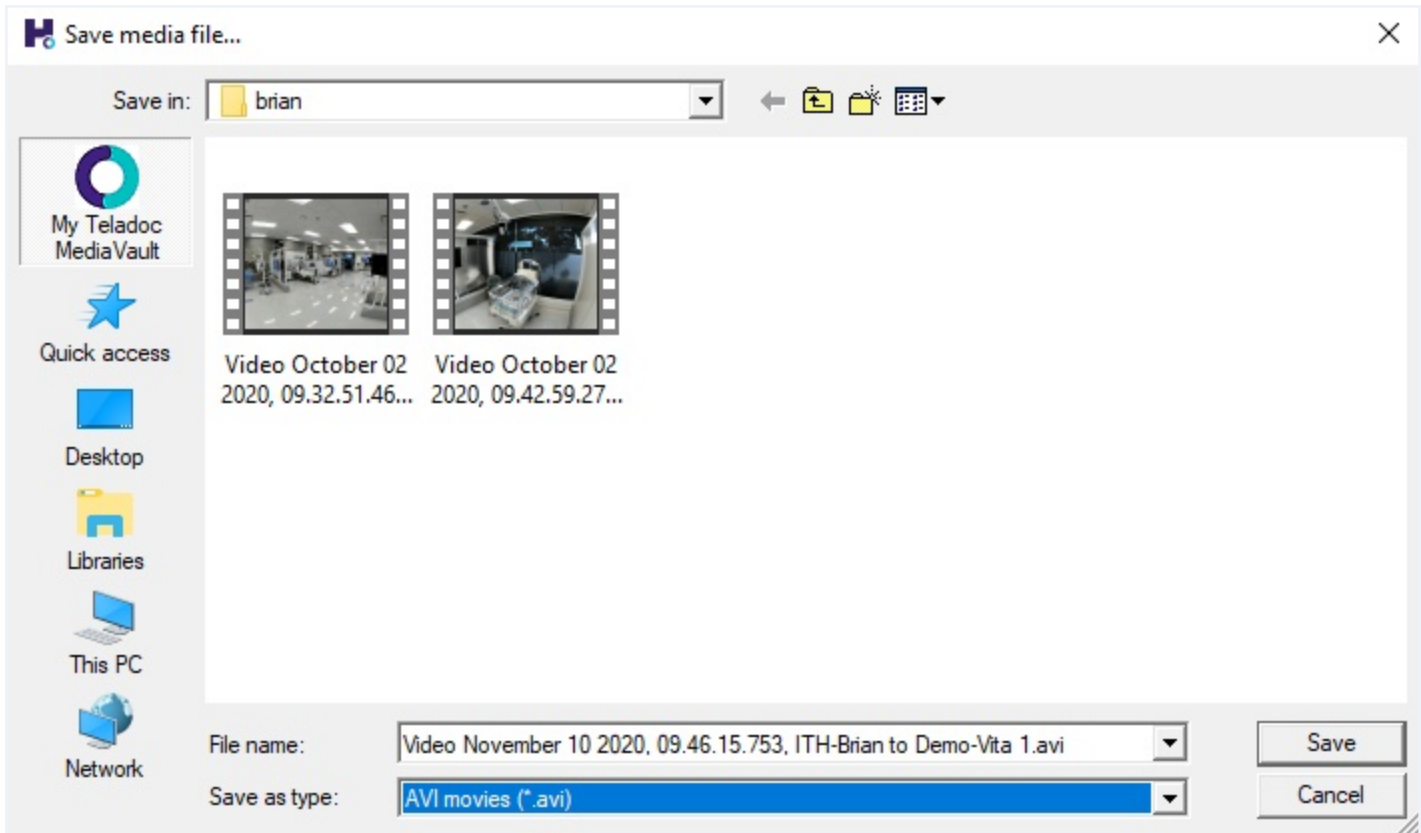 Save media file...
Save in:
brian
My Teladoc
MediaVault
Quick access
Desktop
Libraries
This PC
Network
Video October 02
2020, 09.32.51.46...
Video October 02
2020, 09.42.59.27...
File name:
Video November 10 2020, 09.46.15.753, ITH-Brian to Demo-Vita 1.avi
Save
Save as type:
AVI movies (*.avi)
Cancel